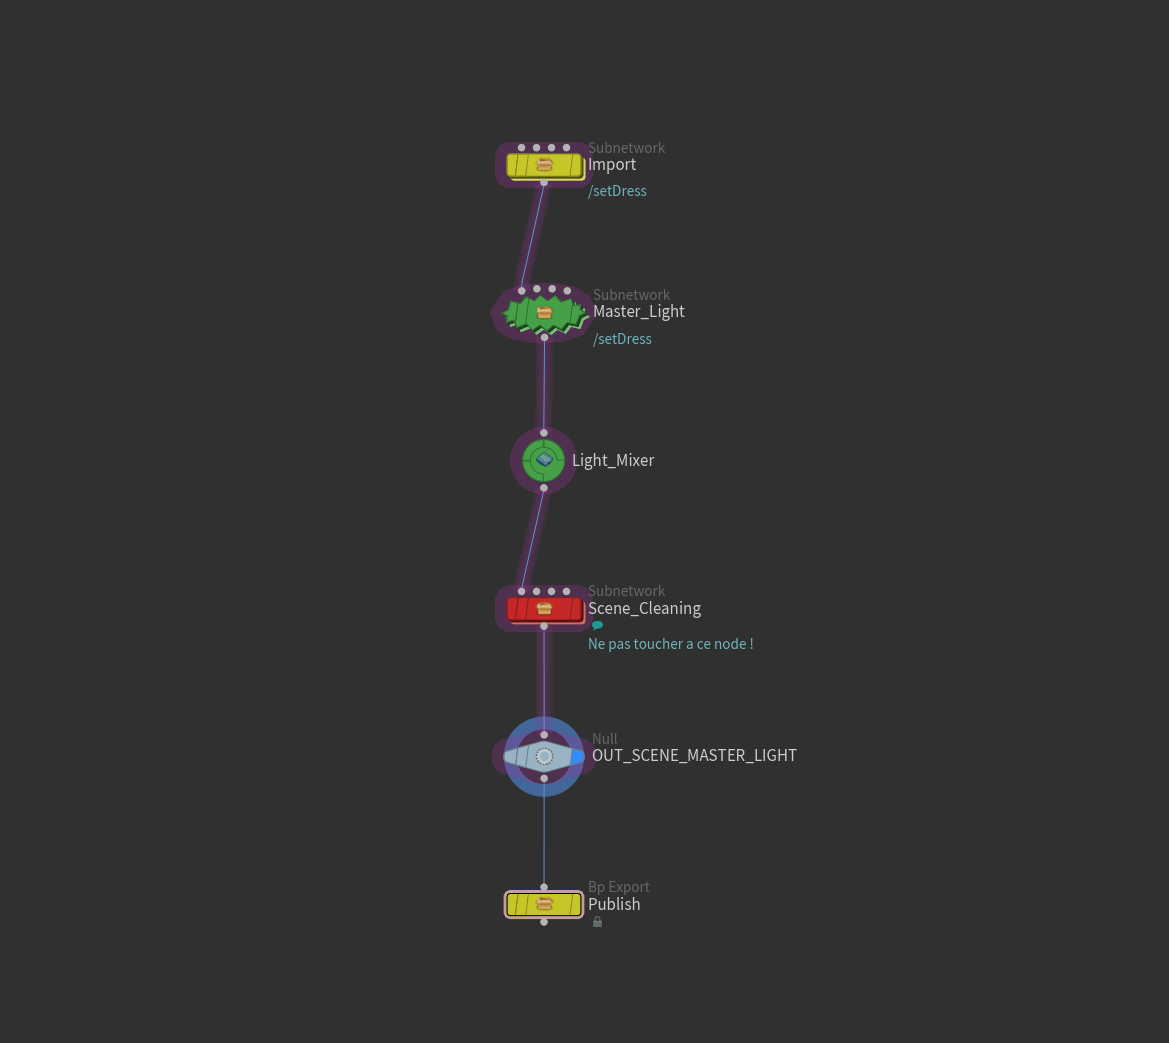 Subnetwork
Import
/setDress
Subnetwork
Master_Light
/setDress
Light_Mixer
Subnetwork
Scene_Cleaning
Ne pas toucher a ce node !
Null
OUT_SCENE_MASTER_LIGHT
Bp Export
Publish